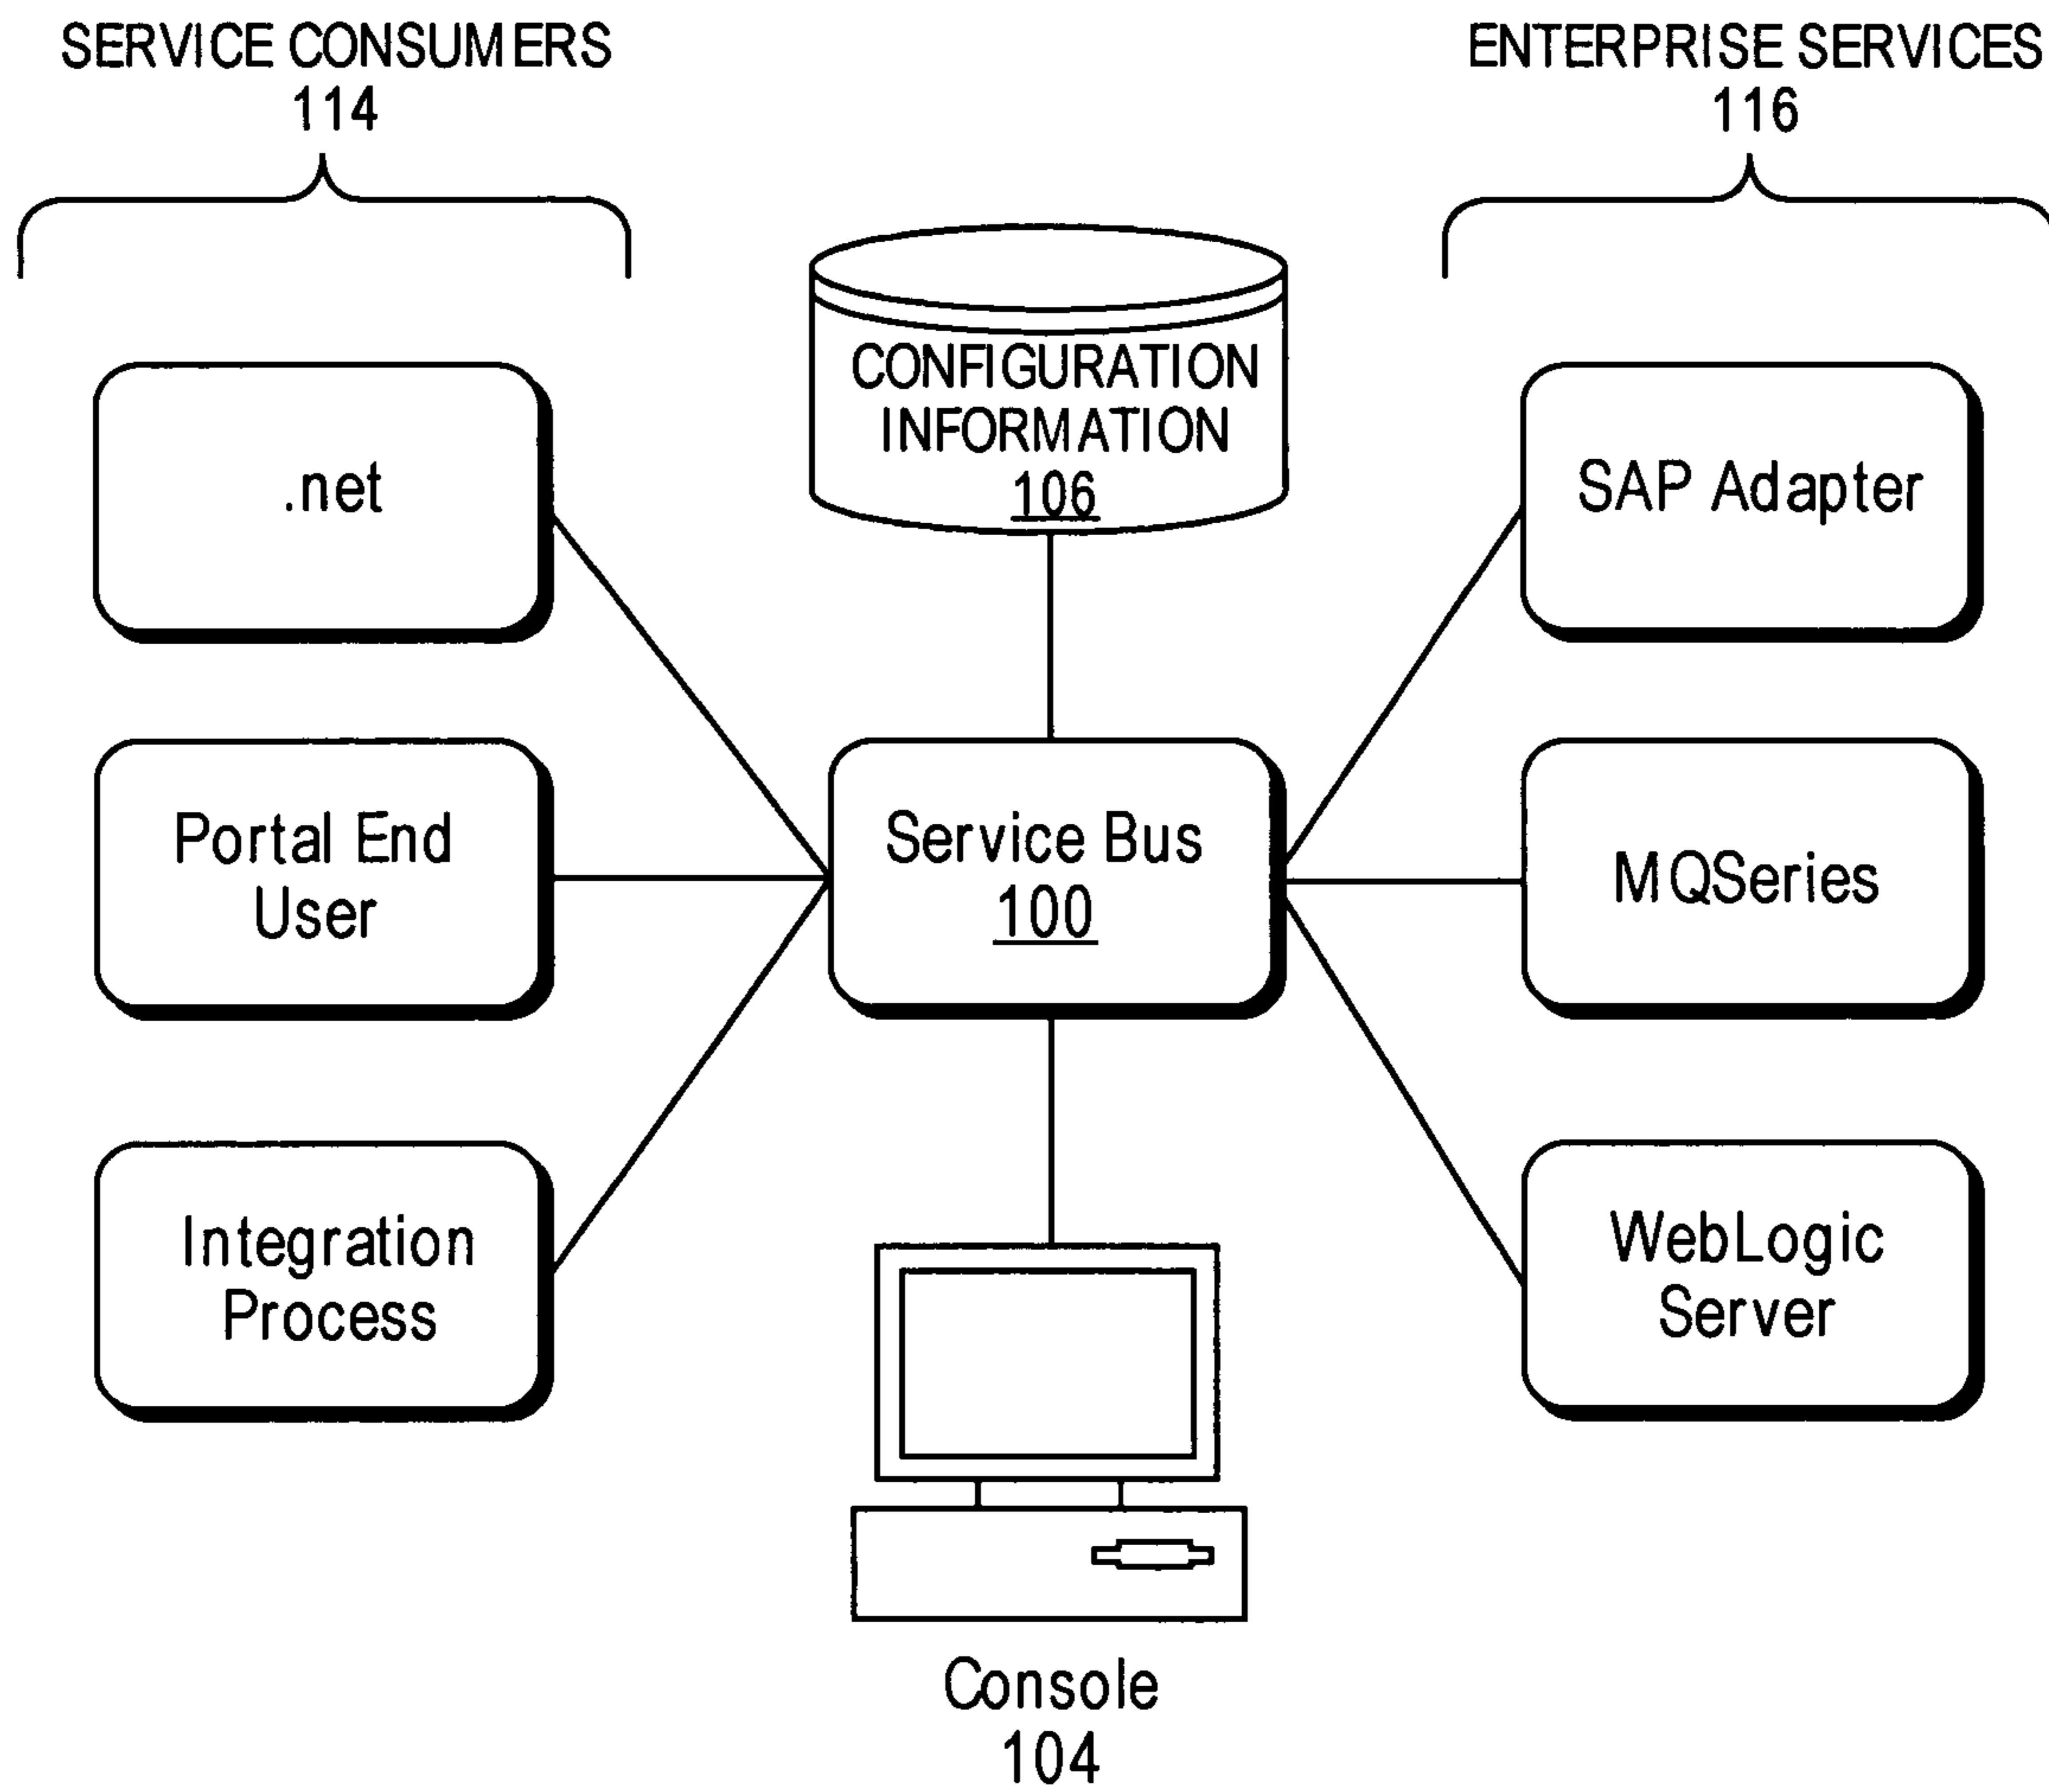 SERVICE CONSUMERS
114
ENTERPRISE SERVICES
116
CONFIGURATION
INFORMATION
106
.net
SAP Adapter
Portal End
User
Service Bus
100
MQSeries
Integration
Process
WebLogic
Server
Console
104